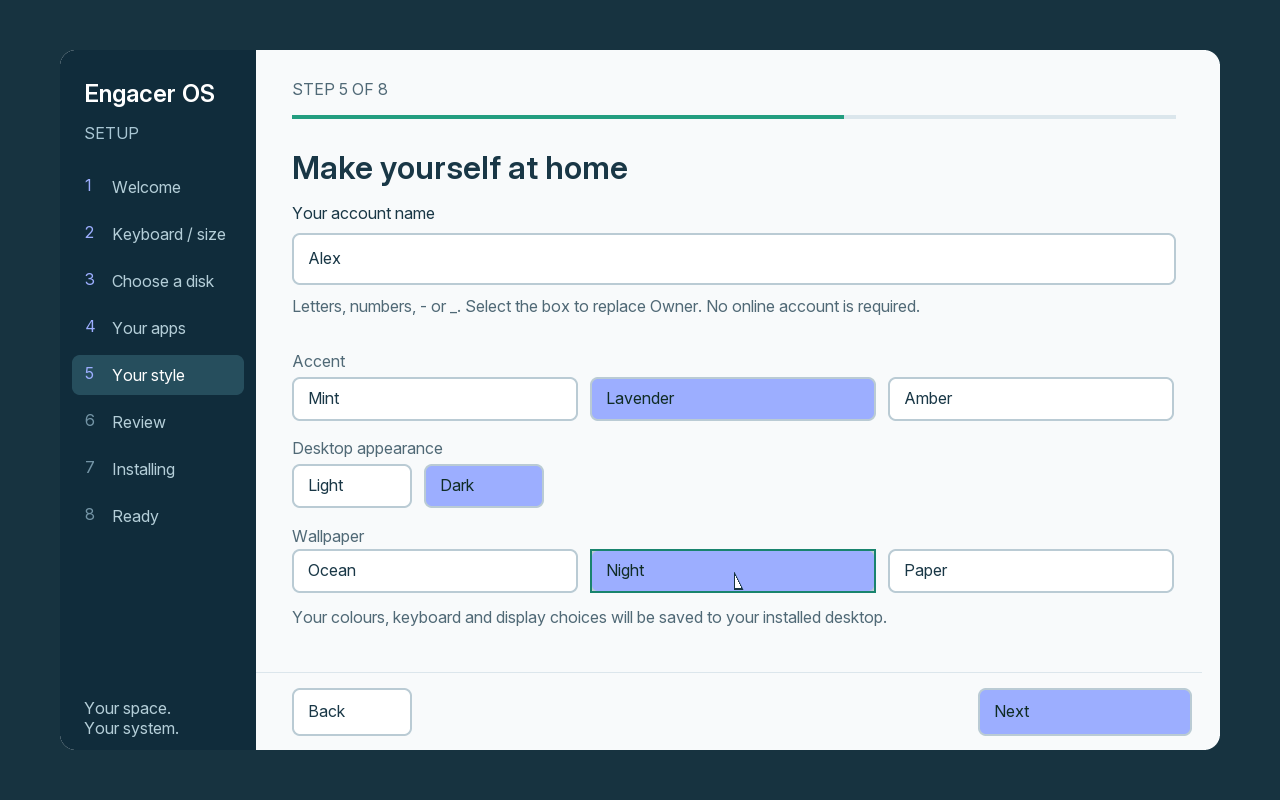 Engacer OS
SETUP
1 Welcome
2 Keyboard / size
3 Choose a disk
4 Your apps
5 Your style
6 Review
7 Installing
8 Ready
Your space.
Your system.
STEP 5 OF 8
Make yourself at home
Your account name
Alex
Letters, numbers, - or _. Select the box to replace Owner. No online account is required.
Accent
Mint Lavender Amber
Desktop appearance
Light Dark
Wallpaper
Ocean Night Paper
Your colours, keyboard and display choices will be saved to your installed desktop.
Back Next